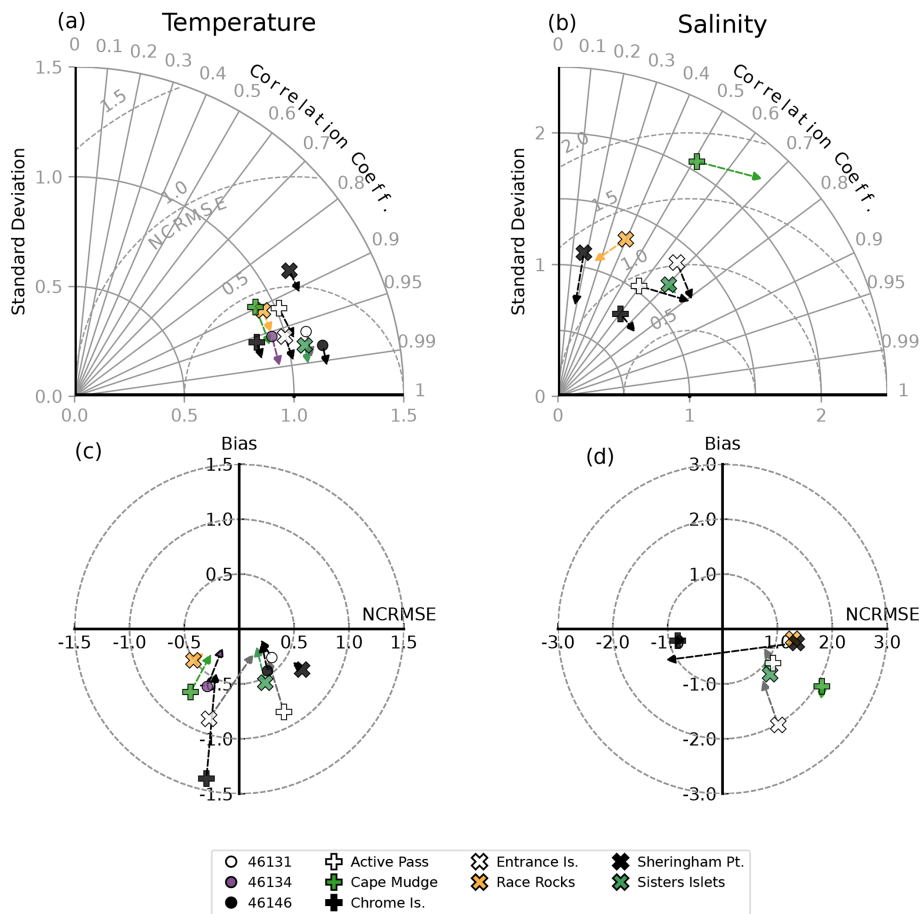 (a)
Temperature
0 0.1 0.2 0.3 0.4 0.5 0.6 0.7 0.8 0.9 0.95 0.99 1
Correlation Coeff.
Standard Deviation
1.5
1.0
0.5
0.0
0.0 0.5 1.0 1.5
1.5
1.0
NCRMSE
0.5
(b)
Salinity
0 0.1 0.2 0.3 0.4 0.5 0.6 0.7 0.8 0.9 0.95 0.99 1
Correlation Coeff.
Standard Deviation
2
1
0
0 1 2
2.0
1.5
1.0
0.5
(c)
Bias
1.5
1.0
0.5
NCRMSE
-1.5 -1.0 -0.5 0.5 1.0 1.5
-0.5
-1.0
-1.5
(d)
Bias
3.0
2.0
1.0
NCRMSE
-3.0 -2.0 -1.0 1.0 2.0 3.0
-1.0
-2.0
-3.0
46131 Active Pass Entrance Is. Sheringham Pt.
46134 Cape Mudge Race Rocks Sisters Islets
46146 Chrome Is.